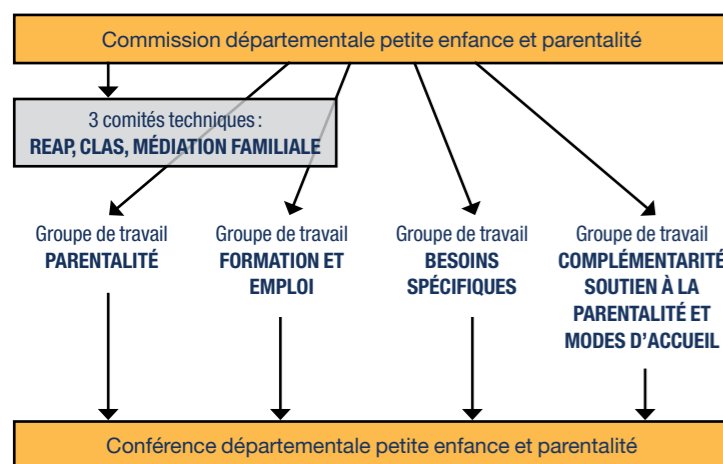 Commission départementale petite enfance et parentalité
3 comités techniques :
REAP, CLAS, MÉDIATION FAMILIALE
Groupe de travail
PARENTALITÉ
Groupe de travail
FORMATION ET
EMPLOI
Groupe de travail
BESOINS
SPÉCIFIQUES
Groupe de travail
COMPLÉMENTARITÉ
SOUTIEN À LA
PARENTALITÉ ET
MODES D'ACCUEIL
Conférence départementale petite enfance et parentalité